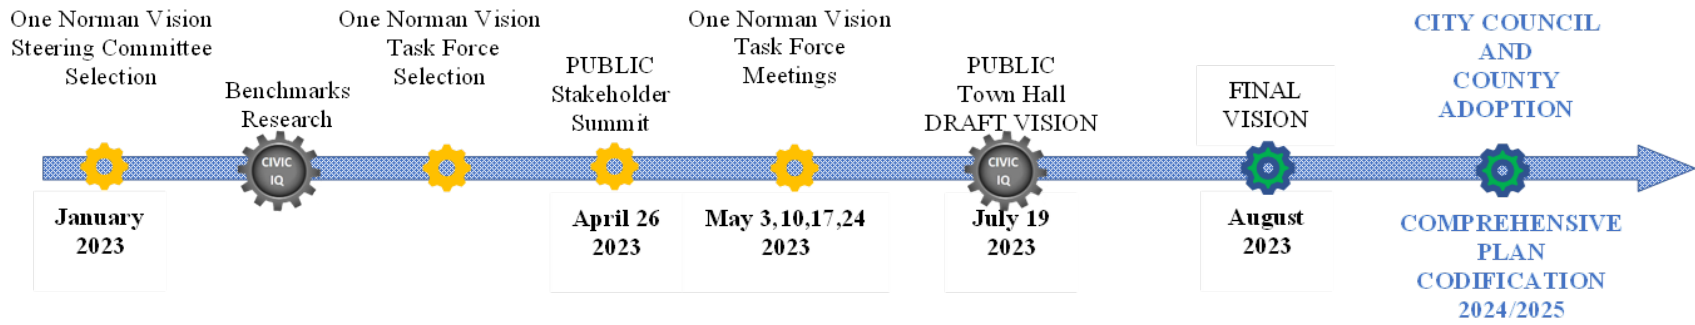 One Norman Vision
Steering Committee
Selection
January
2023
Benchmarks
Research
CIVIC
IQ
One Norman Vision
Task Force
Selection
PUBLIC
Stakeholder
Summit
April 26
2023
One Norman Vision
Task Force
Meetings
May 3,10,17,24
2023
PUBLIC
Town Hall
DRAFT VISION
CIVIC
IQ
July 19
2023
FINAL
VISION
August
2023
CITY COUNCIL
AND
COUNTY
ADOPTION
COMPREHENSIVE
PLAN
CODIFICATION
2024/2025